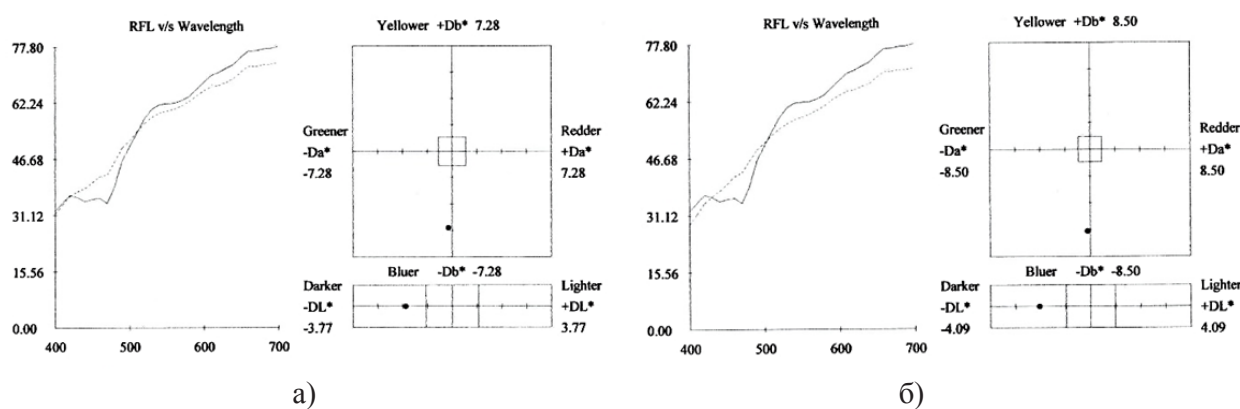 RFL v/s Wavelength
77.80
62.24
46.68
31.12
15.56
0.00
400 500 600 700
Yellower +Db* 7.28
Greener
-Da*
-7.28
Redder
+Da*
7.28
Bluer -Db* -7.28
Darker
-DL*
-3.77
Lighter
+DL*
3.77
а)
RFL v/s Wavelength
77.80
62.24
46.68
31.12
15.56
0.00
400 500 600 700
Yellower +Db* 8.50
Greener
-Da*
-8.50
Redder
+Da*
8.50
Bluer -Db* -8.50
Darker
-DL*
-4.09
Lighter
+DL*
4.09
б)